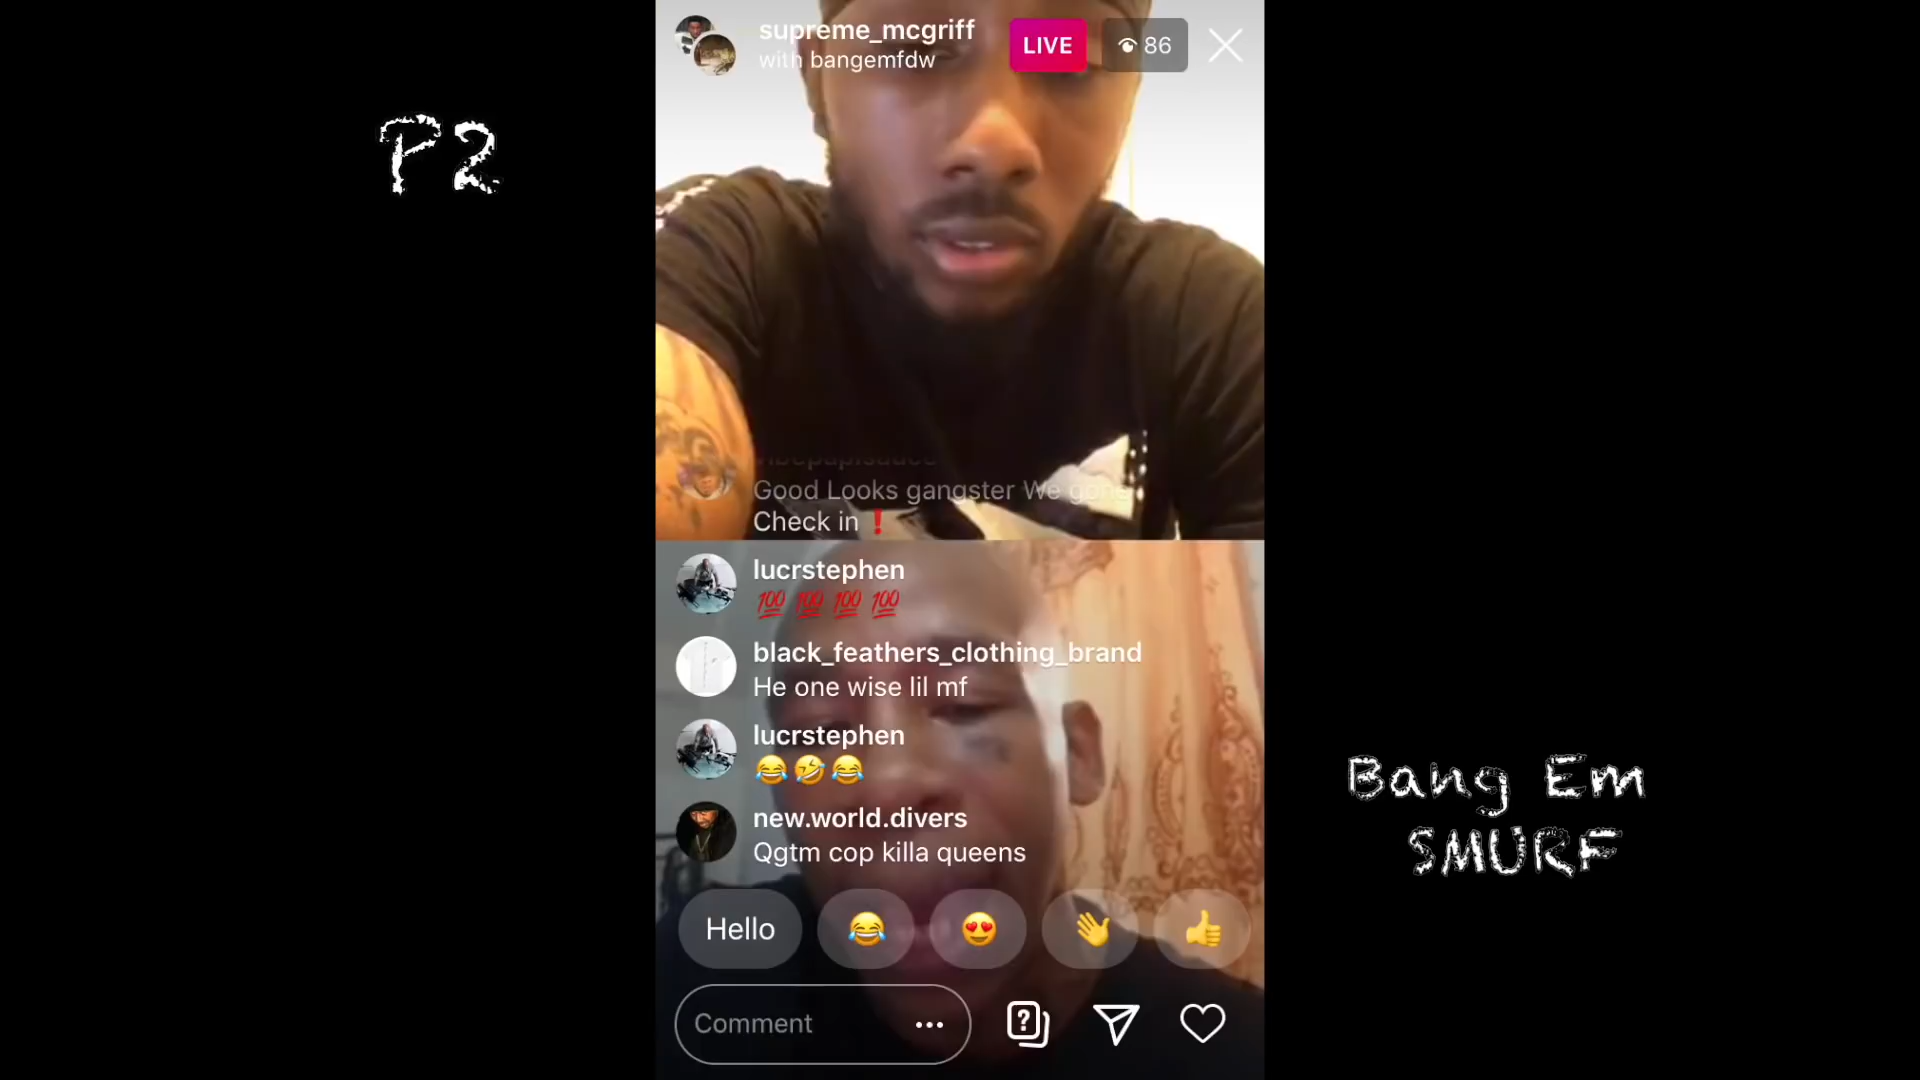 supreme_mcgriff
with bangemfdw
LIVE
86
P2
Good Looks gangster We gone
Check in❗
lucrstephen
💯 💯 💯 💯
black_feathers_clothing_brand
He one wise lil mf
lucrstephen
😂🤣😂
new.world.divers
Qgtm cop killa queens
Bang Em
SMURF
Hello
Comment